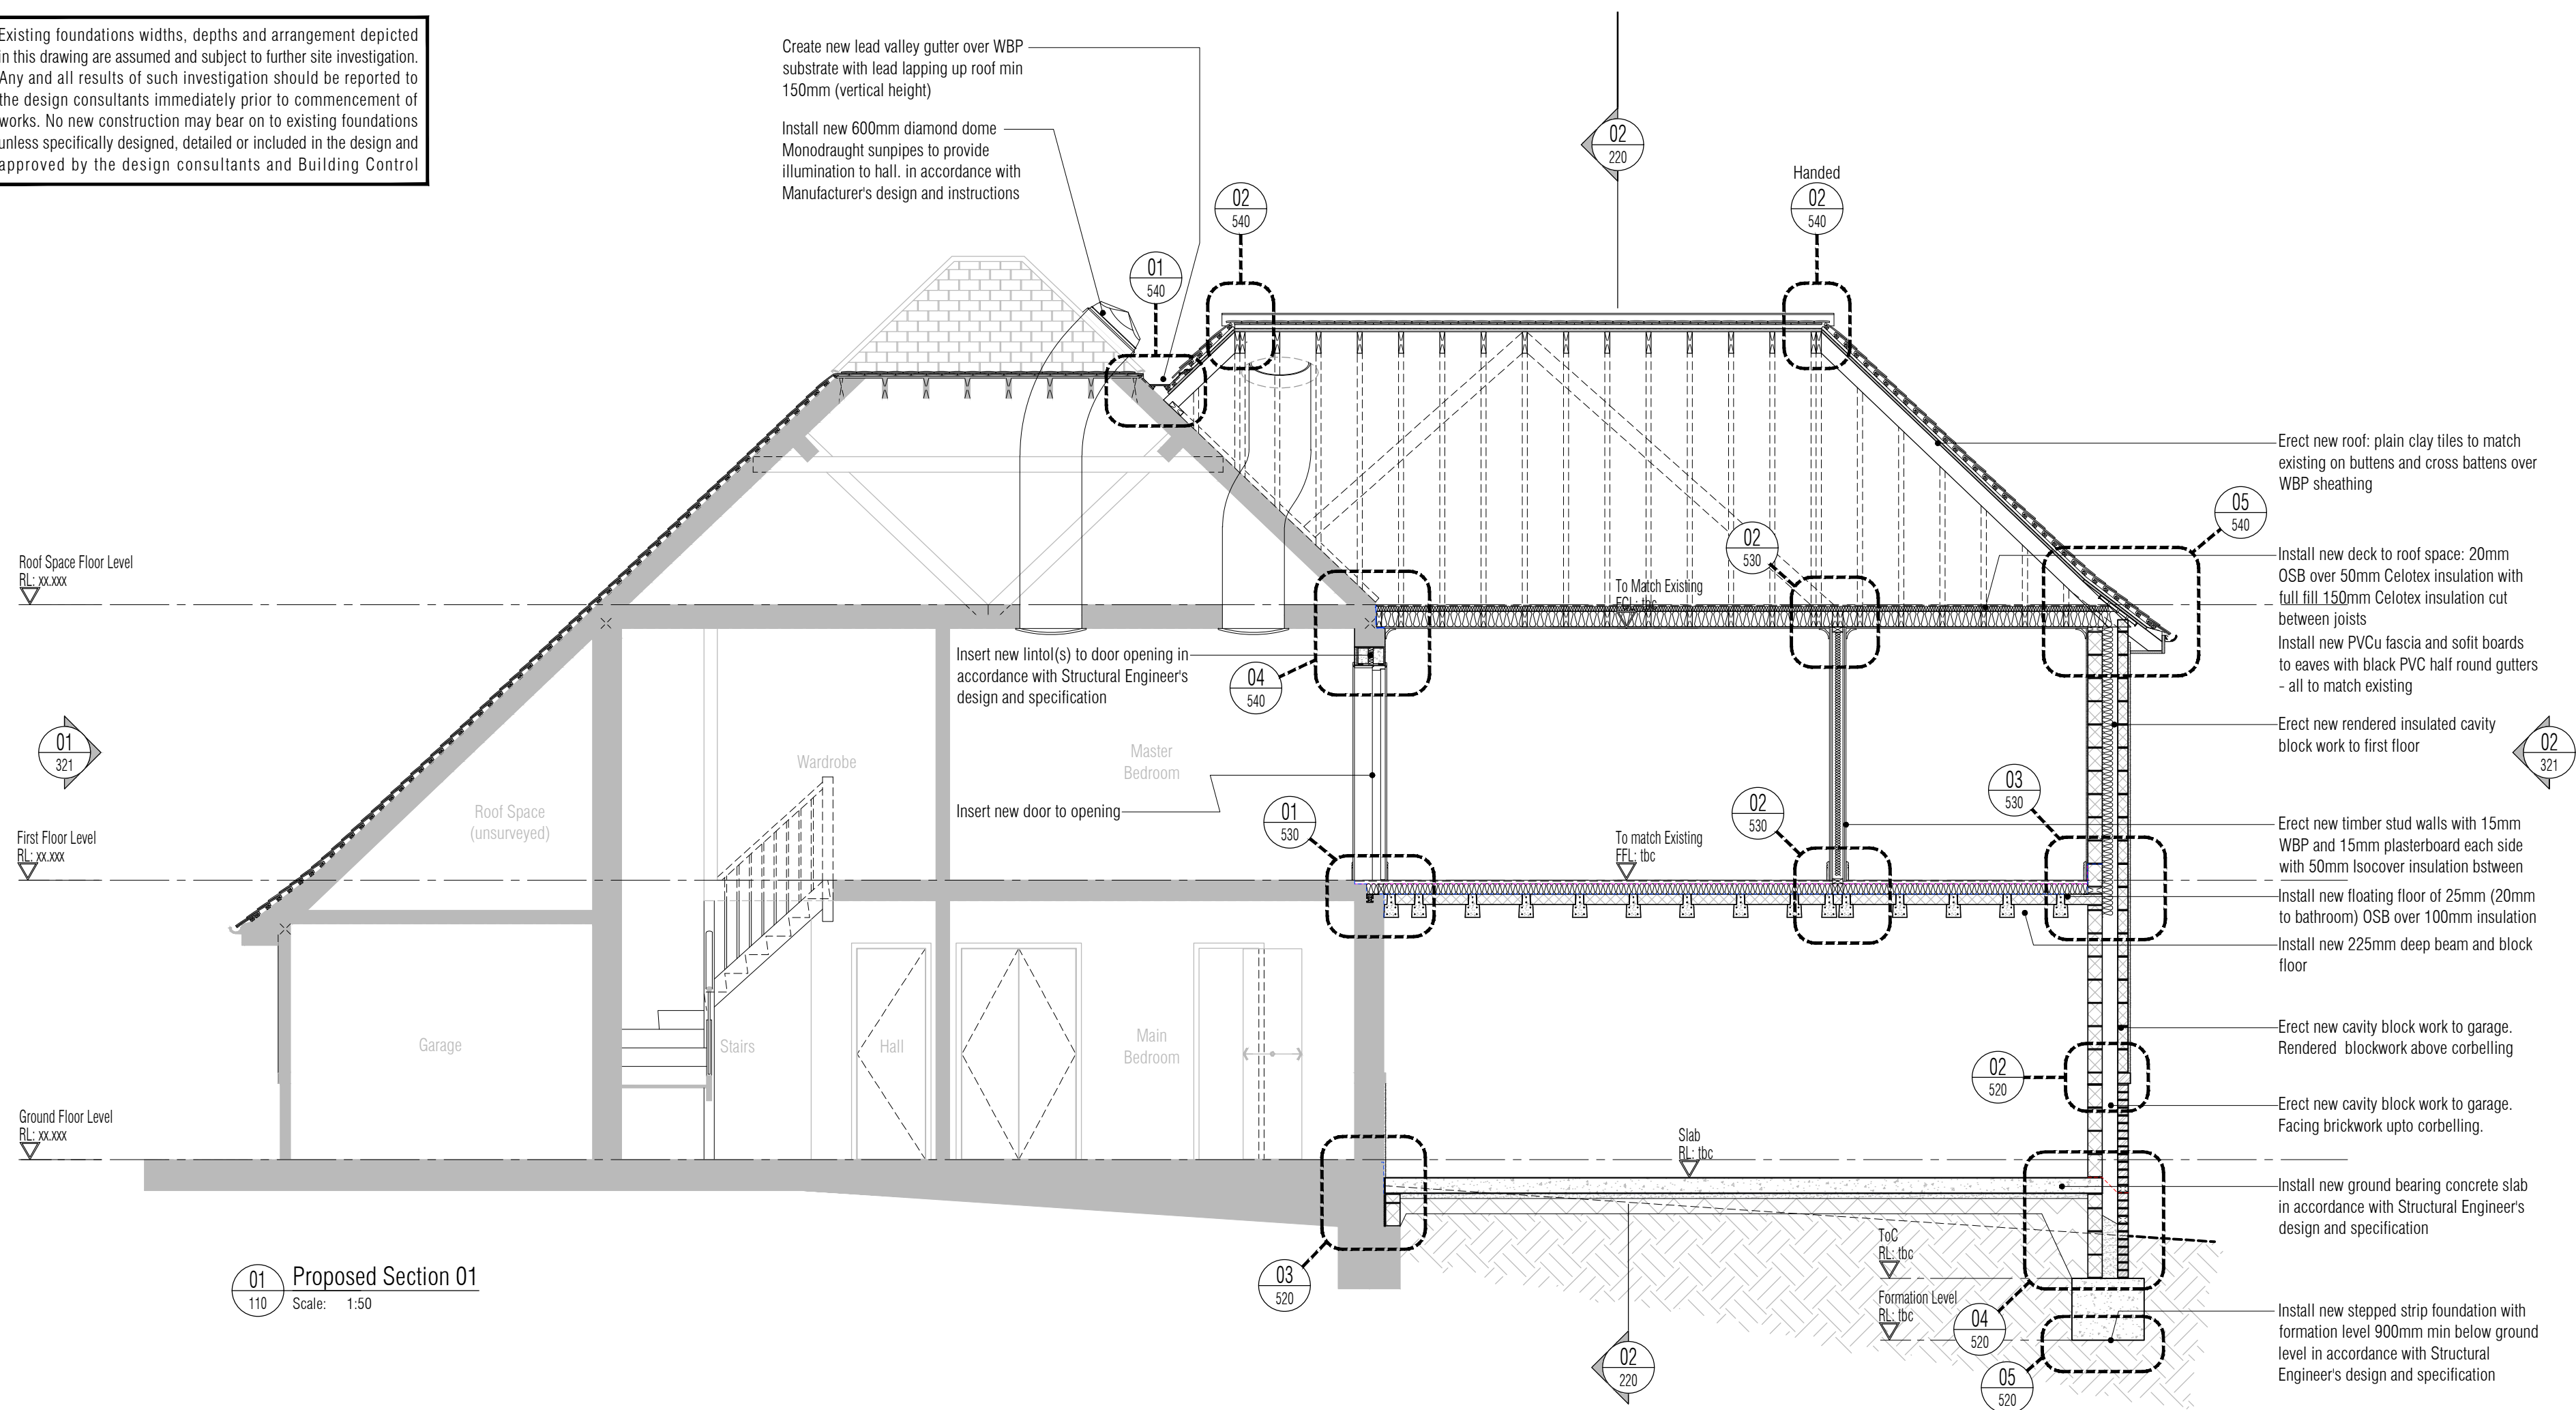 Existing foundations widths, depths and arrangement depicted
in this drawing are assumed and subject to further site investigation.
Any and all results of such investigation should be reported to
the design consultants immediately prior to commencement of
works. No new construction may bear on to existing foundations
unless specifically designed, detailed or included in the design and
approved by the design consultants and Building Control
Create new lead valley gutter over WBP
substrate with lead lapping up roof min
150mm (vertical height)
Install new 600mm diamond dome
Monodraught sunpipes to provide
illumination to hall. in accordance with
Manufacturer's design and instructions
02
220
Handed
02
540
02
540
01
540
Erect new roof: plain clay tiles to match
existing on buttens and cross battens over
WBP sheathing
05
540
Install new deck to roof space: 20mm
OSB over 50mm Celotex insulation with
full fill 150mm Celotex insulation cut
between joists
Install new PVCu fascia and sofit boards
to eaves with black PVC half round gutters
- all to match existing
Roof Space Floor Level
RL: xx.xxx
02
530
To Match Existing
FFL: tbc
Insert new lintol(s) to door opening in
accordance with Structural Engineer's
design and specification
04
540
01
321
Erect new rendered insulated cavity
block work to first floor
02
321
Wardrobe
Master
Bedroom
Roof Space
(unsurveyed)
Insert new door to opening
01
530
02
530
03
530
First Floor Level
RL: xx.xxx
To match Existing
FFL: tbc
Erect new timber stud walls with 15mm
WBP and 15mm plasterboard each side
with 50mm Isocover insulation bstween
Install new floating floor of 25mm (20mm
to bathroom) OSB over 100mm insulation
Install new 225mm deep beam and block
floor
Garage
Stairs
Hall
Main
Bedroom
Erect new cavity block work to garage.
Rendered blockwork above corbelling
02
520
Erect new cavity block work to garage.
Facing brickwork upto corbelling.
Ground Floor Level
RL: xx.xxx
Slab
RL: tbc
Install new ground bearing concrete slab
in accordance with Structural Engineer's
design and specification
ToC
RL: tbc
03
520
Formation Level
RL: tbc
04
520
Install new stepped strip foundation with
formation level 900mm min below ground
level in accordance with Structural
Engineer's design and specification
02
220
05
520
01
110
Proposed Section 01
Scale: 1:50